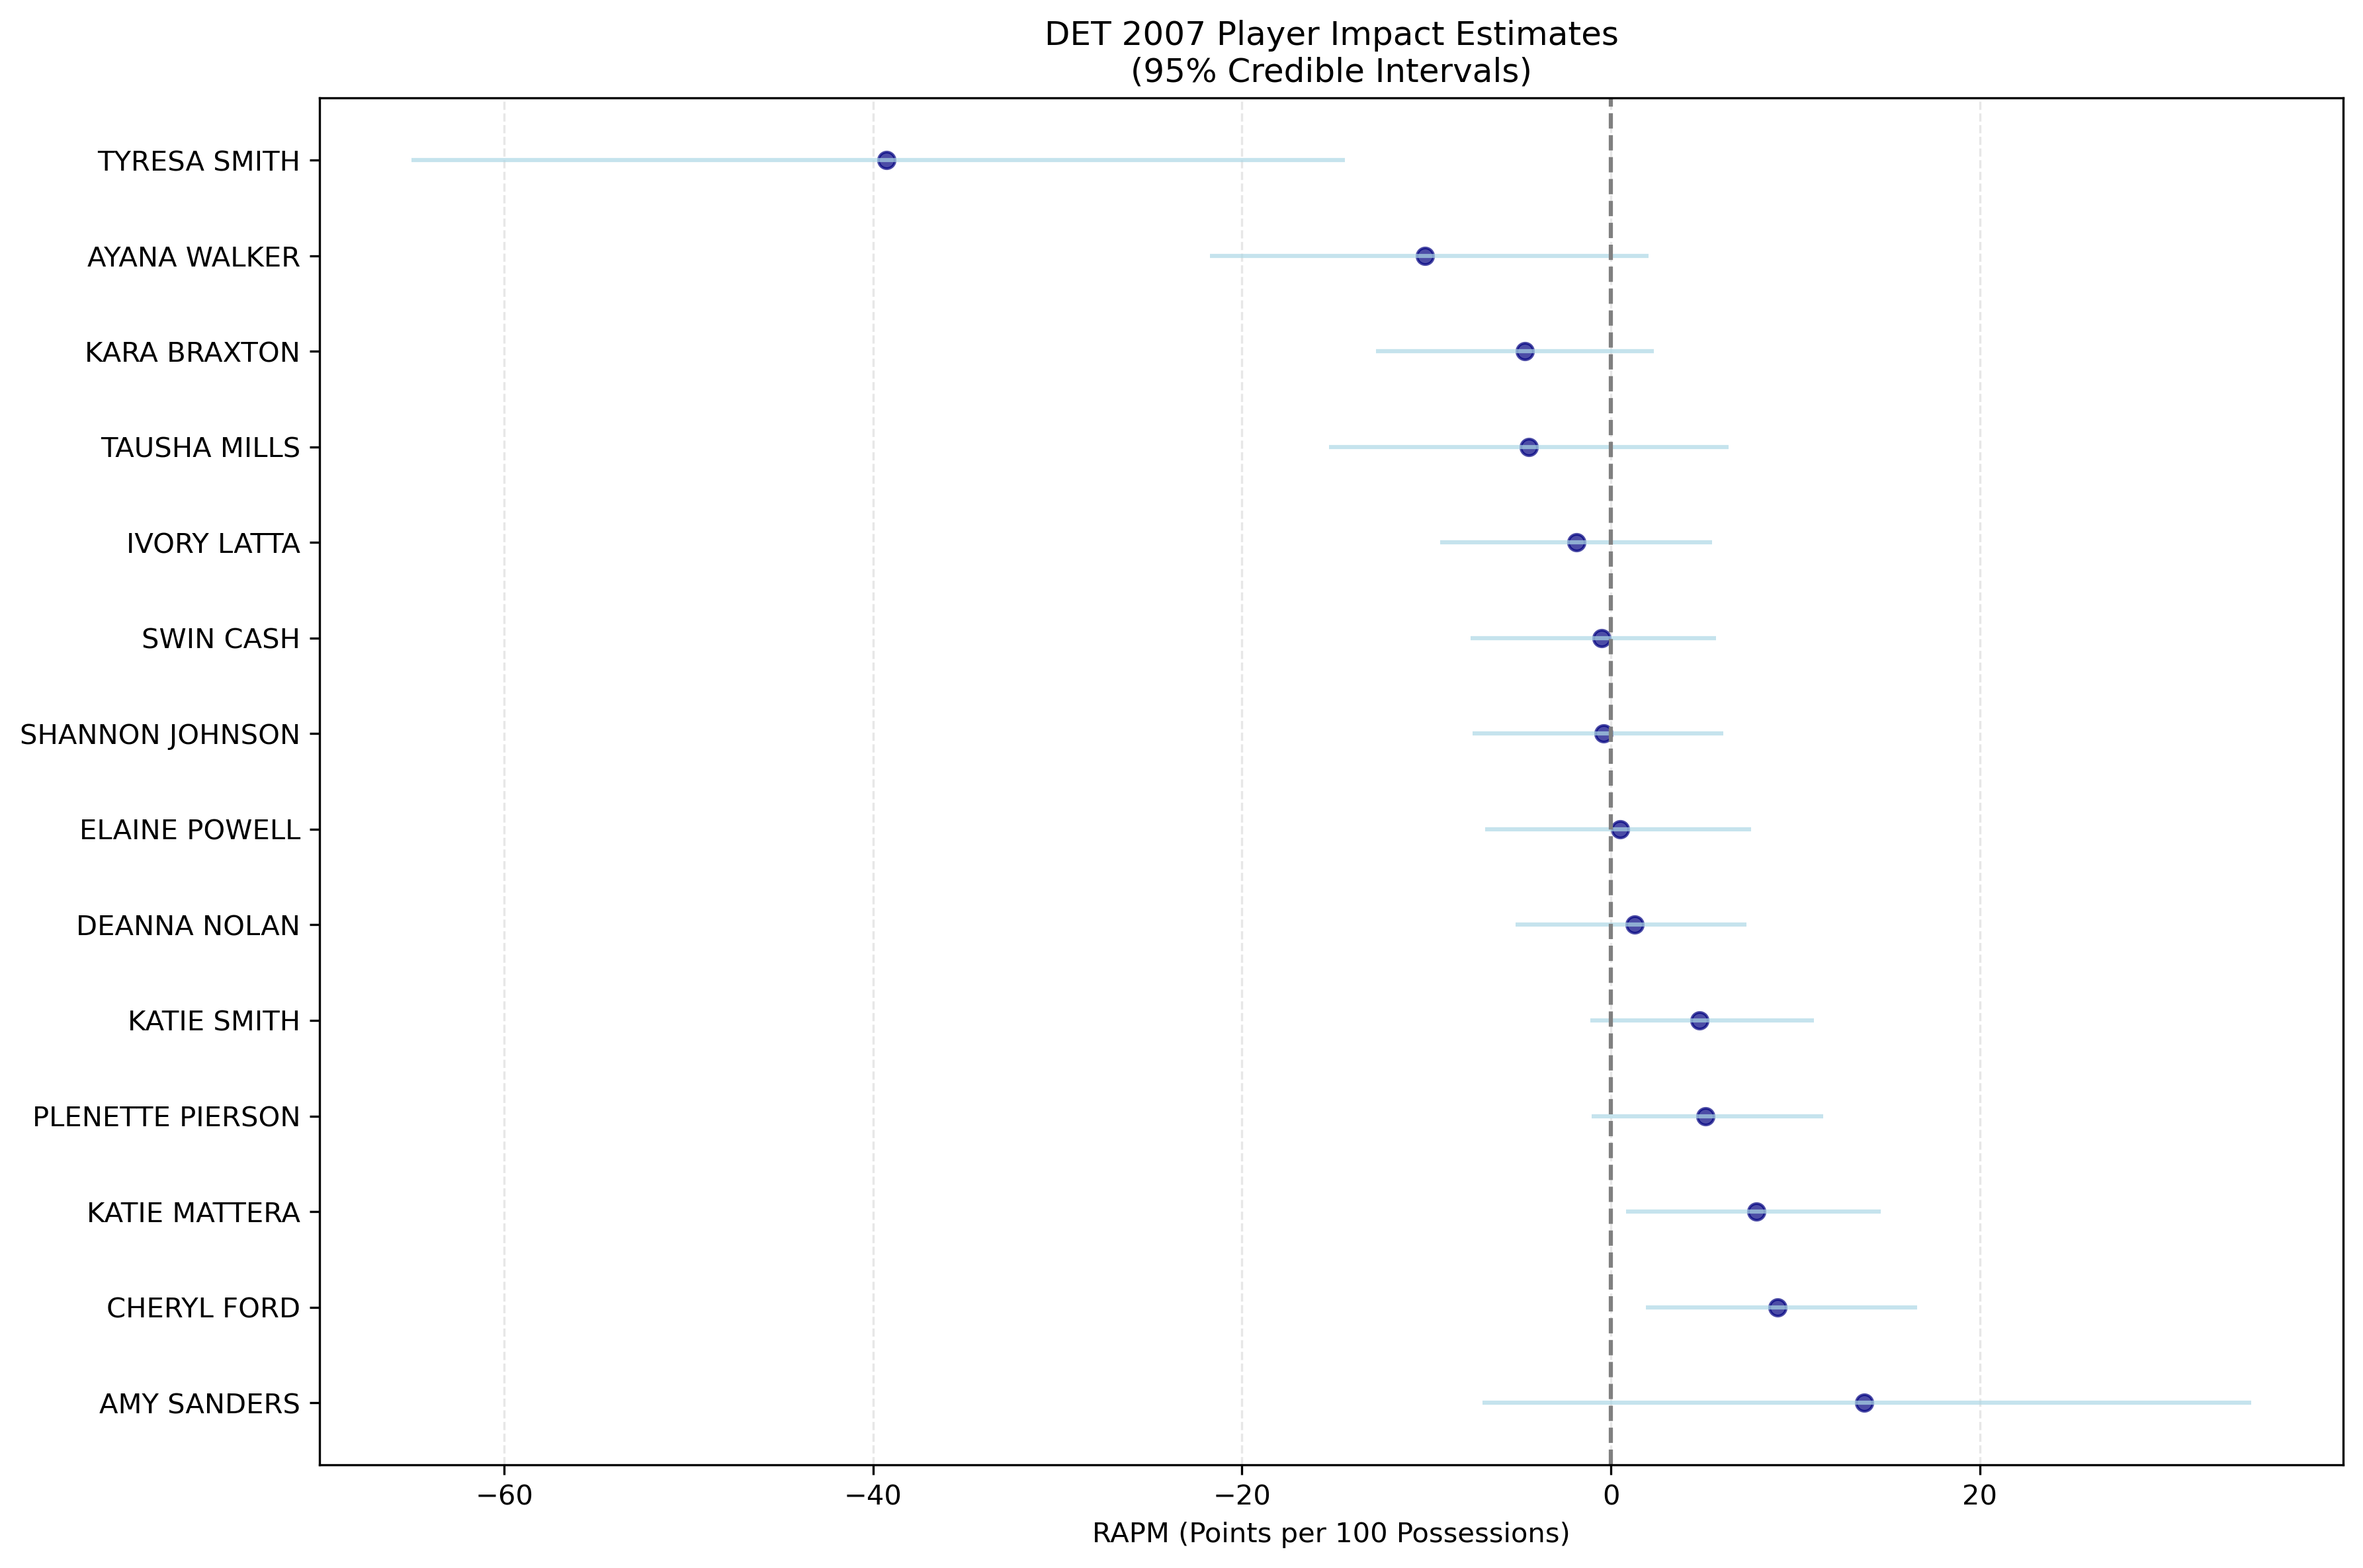 DET 2007 Player Impact Estimates
(95% Credible Intervals)
TYRESA SMITH
AYANA WALKER
KARA BRAXTON
TAUSHA MILLS
IVORY LATTA
SWIN CASH
SHANNON JOHNSON
ELAINE POWELL
DEANNA NOLAN
KATIE SMITH
PLENETTE PIERSON
KATIE MATTERA
CHERYL FORD
AMY SANDERS
−60 −40 −20 0 20
RAPM (Points per 100 Possessions)